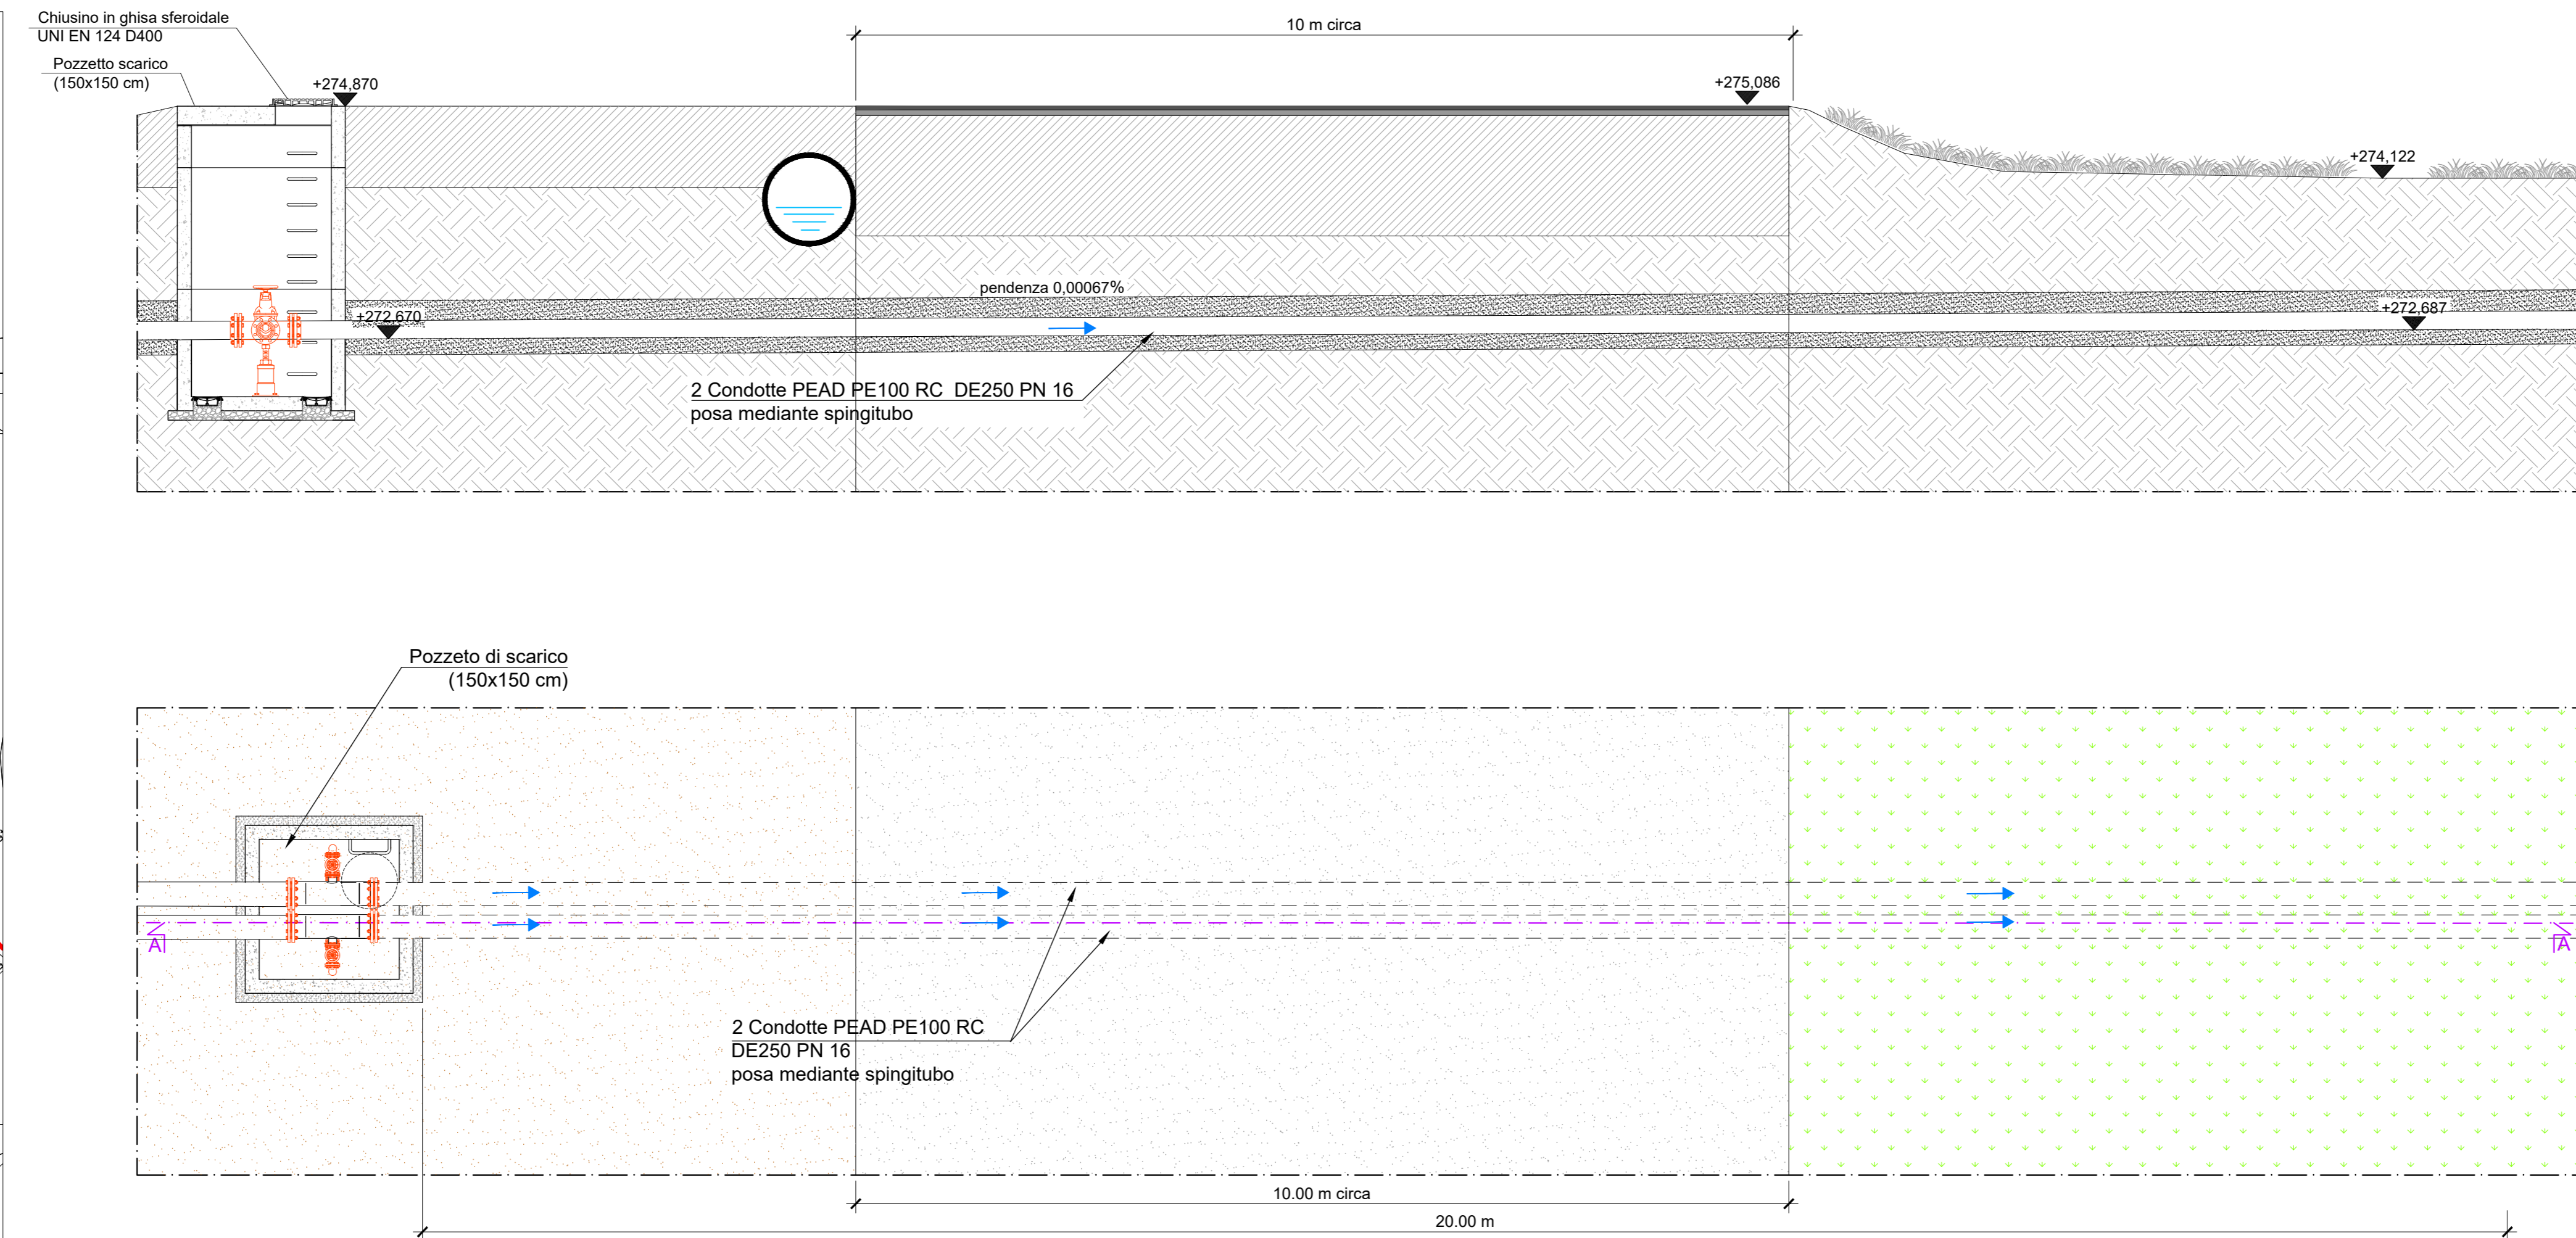 Chiusino in ghisa sferoidale
UNI EN 124 D400
Pozzetto scarico
(150x150 cm)
+274,870
10 m circa
+275,086
+274,122
pendenza 0,00067%
+272,670
+272,687
2 Condotte PEAD PE100 RC DE250 PN 16
posa mediante spingitubo
Pozzeto di scarico
(150x150 cm)
A
A
2 Condotte PEAD PE100 RC
DE250 PN 16
posa mediante spingitubo
10.00 m circa
20.00 m